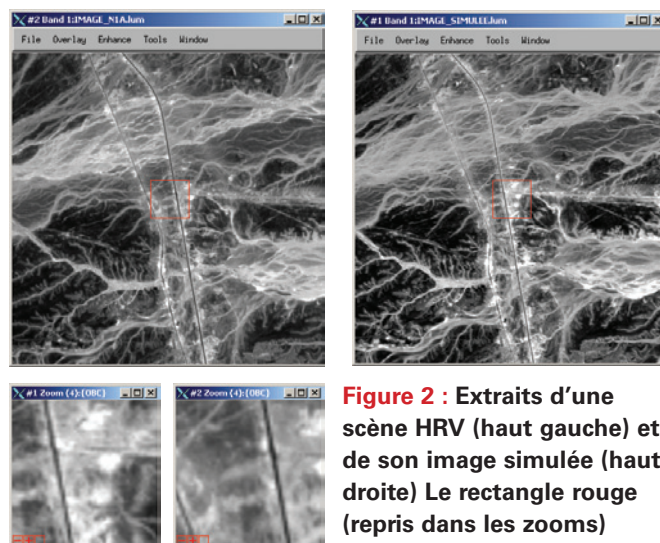 #2 Band 1:IMAGE_N1A.lum
File Overlay Enhance Tools Window
#1 Band 1:IMAGE_SIMULEE.lum
File Overlay Enhance Tools Window
#1 Zoom (4):(OBC)
#2 Zoom (4):(OBC)
Figure 2 : Extraits d’une
scène HRV (haut gauche) et
de son image simulée (haut
droite) Le rectangle rouge
(repris dans les zooms)